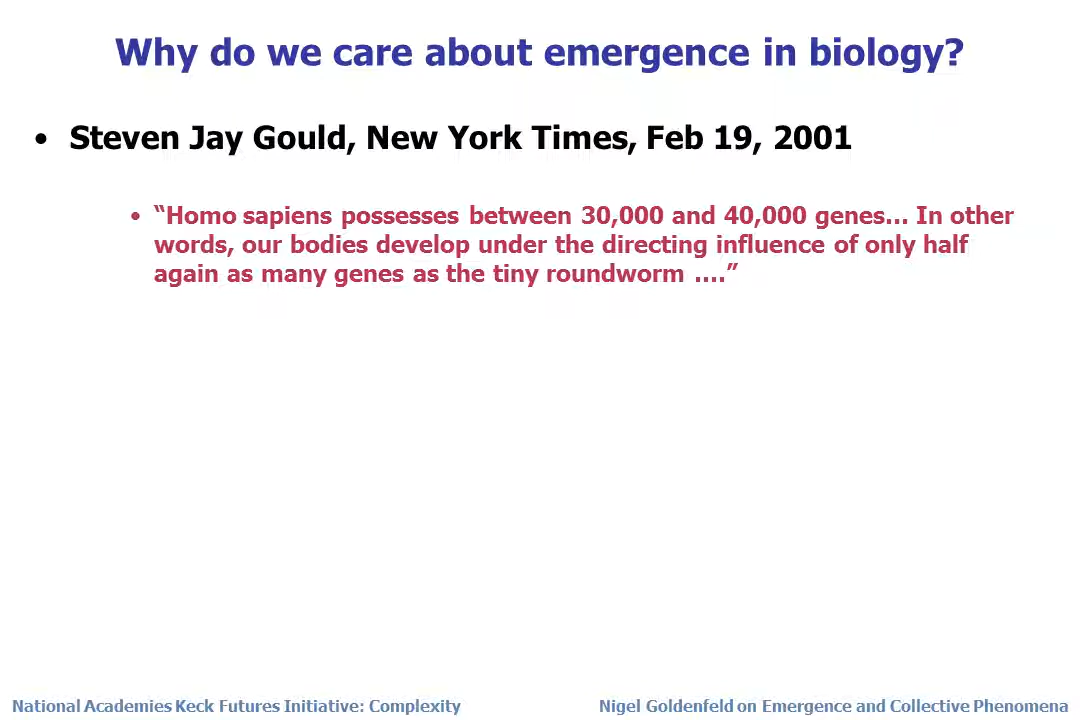 Why do we care about emergence in biology?
• Steven Jay Gould, New York Times, Feb 19, 2001
• “Homo sapiens possesses between 30,000 and 40,000 genes... In other
words, our bodies develop under the directing influence of only half
again as many genes as the tiny roundworm ....”
National Academies Keck Futures Initiative: Complexity
Nigel Goldenfeld on Emergence and Collective Phenomena